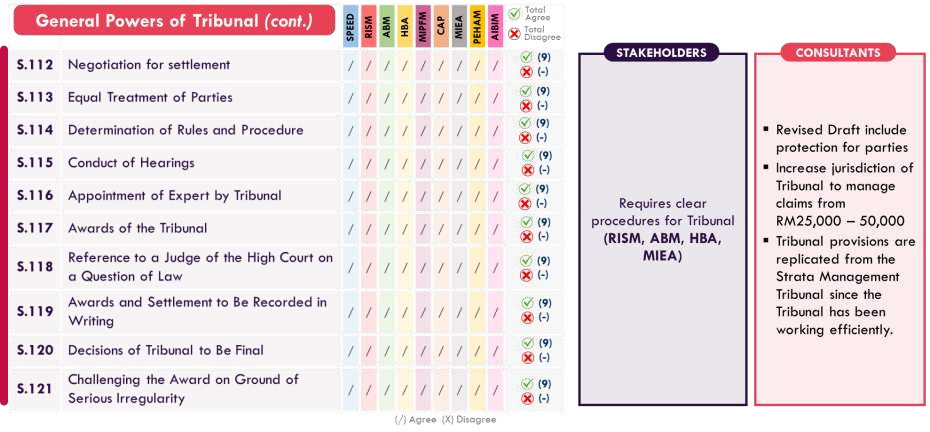 General Powers of Tribunal (cont.)
SPEED
RISM
ABM
HBA
MIPFM
CAP
MIEA
PEHAM
AIBIM
Total
Agree
Total
Disagree
S.112 Negotiation for settlement / / / / / / / / / (9)
(-)
S.113 Equal Treatment of Parties / / / / / / / / / (9)
(-)
S.114 Determination of Rules and Procedure / / / / / / / / / (9)
(-)
S.115 Conduct of Hearings / / / / / / / / / (9)
(-)
S.116 Appointment of Expert by Tribunal / / / / / / / / / (9)
(-)
S.117 Awards of the Tribunal / / / / / / / / / (9)
(-)
S.118 Reference to a Judge of the High Court on
a Question of Law / / / / / / / / / (9)
(-)
S.119 Awards and Settlement to Be Recorded in
Writing / / / / / / / / / (9)
(-)
S.120 Decisions of Tribunal to Be Final / / / / / / / / / (9)
(-)
S.121 Challenging the Award on Ground of
Serious Irregularity / / / / / / / / / (9)
(-)
(/) Agree (X) Disagree
STAKEHOLDERS
Requires clear
procedures for Tribunal
(RISM, ABM, HBA,
MIEA)
CONSULTANTS
▪ Revised Draft include
protection for parties
▪ Increase jurisdiction of
Tribunal to manage
claims from
RM25,000 – 50,000
▪ Tribunal provisions are
replicated from the
Strata Management
Tribunal since the
Tribunal has been
working efficiently.